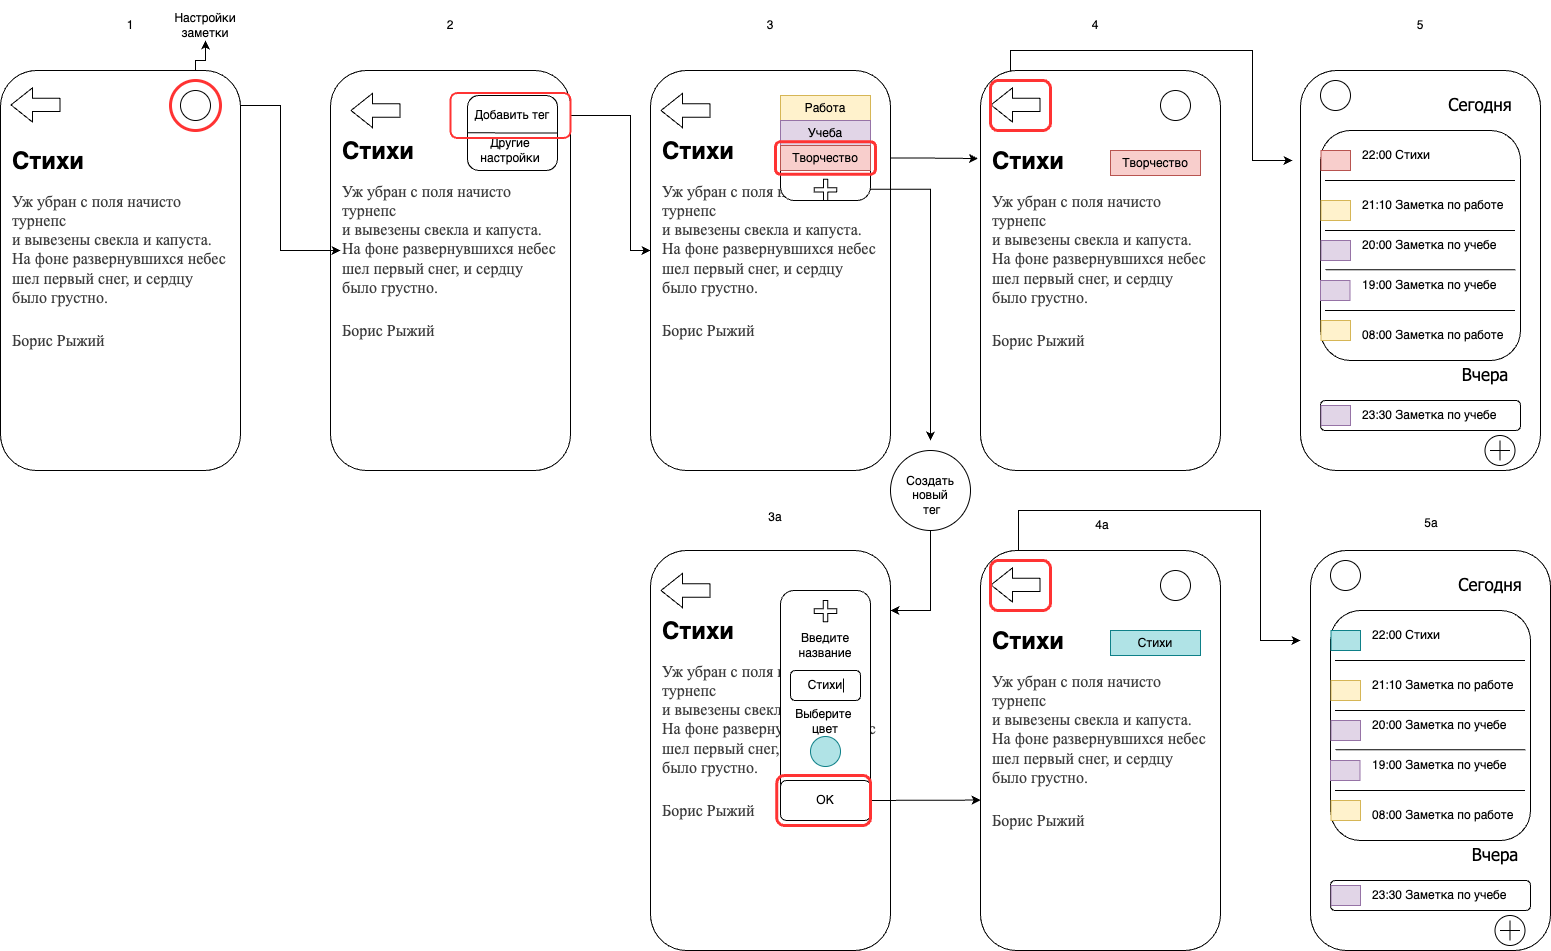 1
Настройки
заметки
Стихи
Уж убран с поля начисто
турнепс
и вывезены свекла и капуста.
На фоне развернувшихся небес
шел первый снег, и сердцу
было грустно.
Борис Рыжий
2
Добавить тег
Другие
настройки
Стихи
Уж убран с поля начисто
турнепс
и вывезены свекла и капуста.
На фоне развернувшихся небес
шел первый снег, и сердцу
было грустно.
Борис Рыжий
3
Работа
Учеба
Творчество
Стихи
Уж убран с поля
турнепс
и вывезены свекла и капуста.
На фоне развернувшихся небес
шел первый снег, и сердцу
было грустно.
Борис Рыжий
4
Стихи
Творчество
Уж убран с поля начисто
турнепс
и вывезены свекла и капуста.
На фоне развернувшихся небес
шел первый снег, и сердцу
было грустно.
Борис Рыжий
5
Сегодня
22:00 Стихи
21:10 Заметка по работе
20:00 Заметка по учебе
19:00 Заметка по учебе
08:00 Заметка по работе
Вчера
23:30 Заметка по учебе
Создать
новый
тег
3а
Стихи
Введите
название
Стихи
Выберите
цвет
OK
Уж убран с поля
турнепс
и вывезены свекл
На фоне разверну с
шел первый снег,
было грустно.
Борис Рыжий
4а
Стихи
Стихи
Уж убран с поля начисто
турнепс
и вывезены свекла и капуста.
На фоне развернувшихся небес
шел первый снег, и сердцу
было грустно.
Борис Рыжий
5а
Сегодня
22:00 Стихи
21:10 Заметка по работе
20:00 Заметка по учебе
19:00 Заметка по учебе
08:00 Заметка по работе
Вчера
23:30 Заметка по учебе